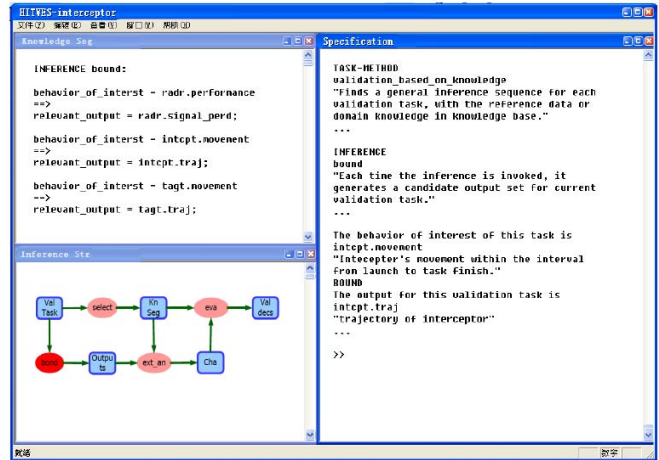 HITVES-interceptor
文件(F) 编辑(E) 查看(V) 窗口(W) 帮助(H)
Knowledge Seg
INFERENCE bound:
behavior_of_interst - radr.performance
==>
relevant_output = radr.signal_perd;
behavior_of_interst - intcpt.movement
==>
relevant_output = intcpt.traj;
behavior_of_interst - tagt.movement
==>
relevant_output = tagt.traj;
Inference Str
Val
Task
select
Kn
Seg
eva
Val
decs
bond
Outpu
ts
ext_an
Cha
Specification
TASK-METHOD
validation_based_on_knowledge
"Finds a general inference sequence for each
validation task, with the reference data or
domain knowledge in knowledge base."
...
INFERENCE
bound
"Each time the inference is invoked, it
generates a candidate output set for current
validation task."
...
The behavior of interest of this task is
intcpt.movement
"Intecepter's movement within the interval
from launch to task finish."
BOUND
The output for this validation task is
intcpt.traj
"trajectory of interceptor"
...
>>
就绪
数字